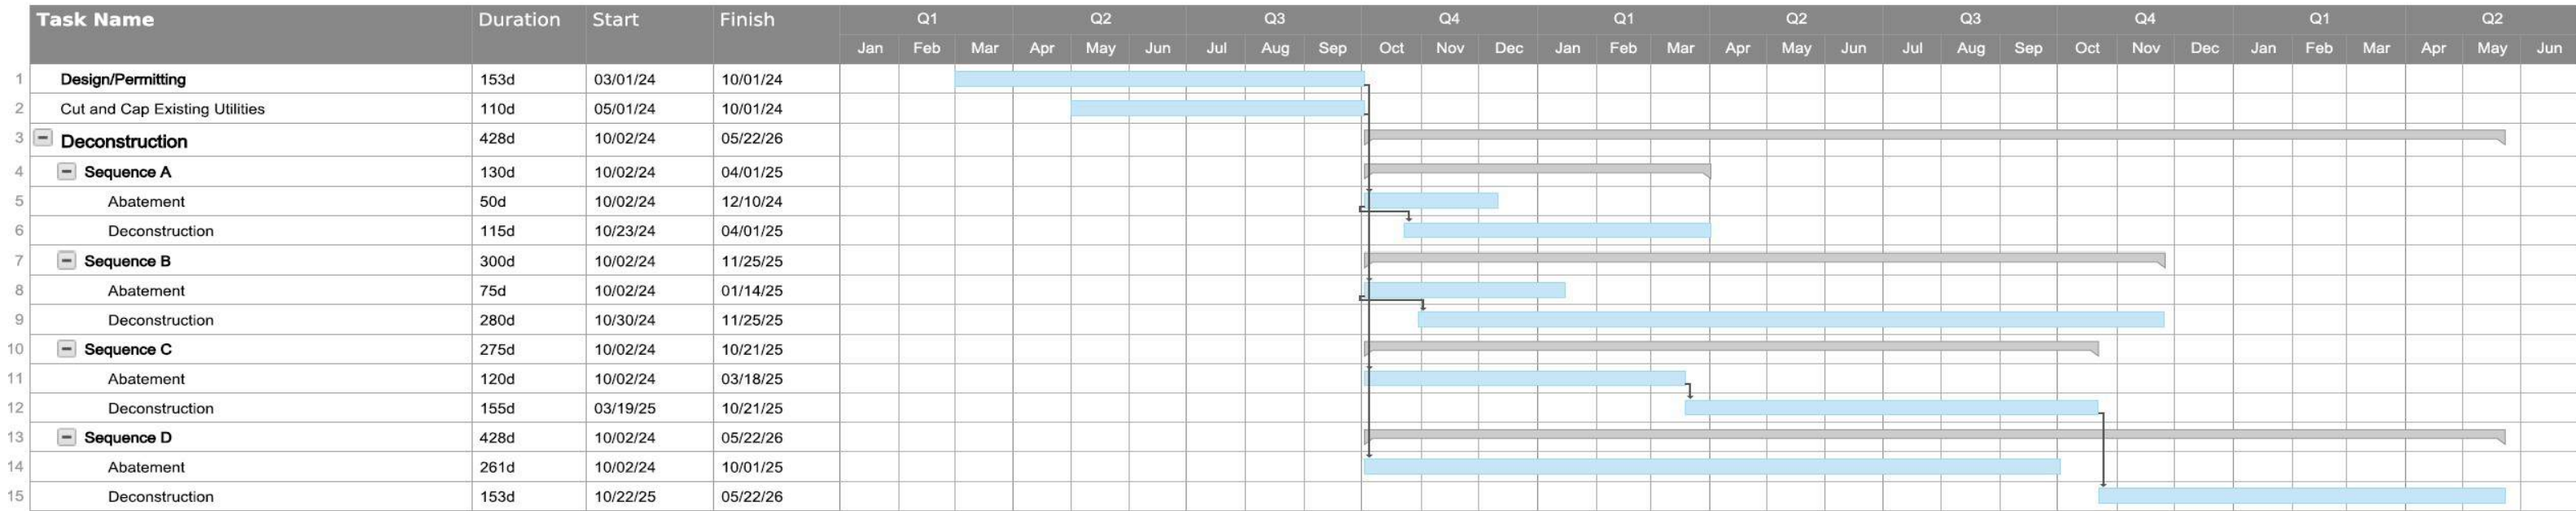 Task Name Duration Start Finish Q1 Q2 Q3 Q4 Q1 Q2 Q3 Q4 Q1 Q2
Jan Feb Mar Apr May Jun Jul Aug Sep Oct Nov Dec Jan Feb Mar Apr May Jun Jul Aug Sep Oct Nov Dec Jan Feb Mar Apr May Jun
1 Design/Permitting 153d 03/01/24 10/01/24
2 Cut and Cap Existing Utilities 110d 05/01/24 10/01/24
3 Deconstruction 428d 10/02/24 05/22/26
4 Sequence A 130d 10/02/24 04/01/25
5 Abatement 50d 10/02/24 12/10/24
6 Deconstruction 115d 10/23/24 04/01/25
7 Sequence B 300d 10/02/24 11/25/25
8 Abatement 75d 10/02/24 01/14/25
9 Deconstruction 280d 10/30/24 11/25/25
10 Sequence C 275d 10/02/24 10/21/25
11 Abatement 120d 10/02/24 03/18/25
12 Deconstruction 155d 03/19/25 10/21/25
13 Sequence D 428d 10/02/24 05/22/26
14 Abatement 261d 10/02/24 10/01/25
15 Deconstruction 153d 10/22/25 05/22/26